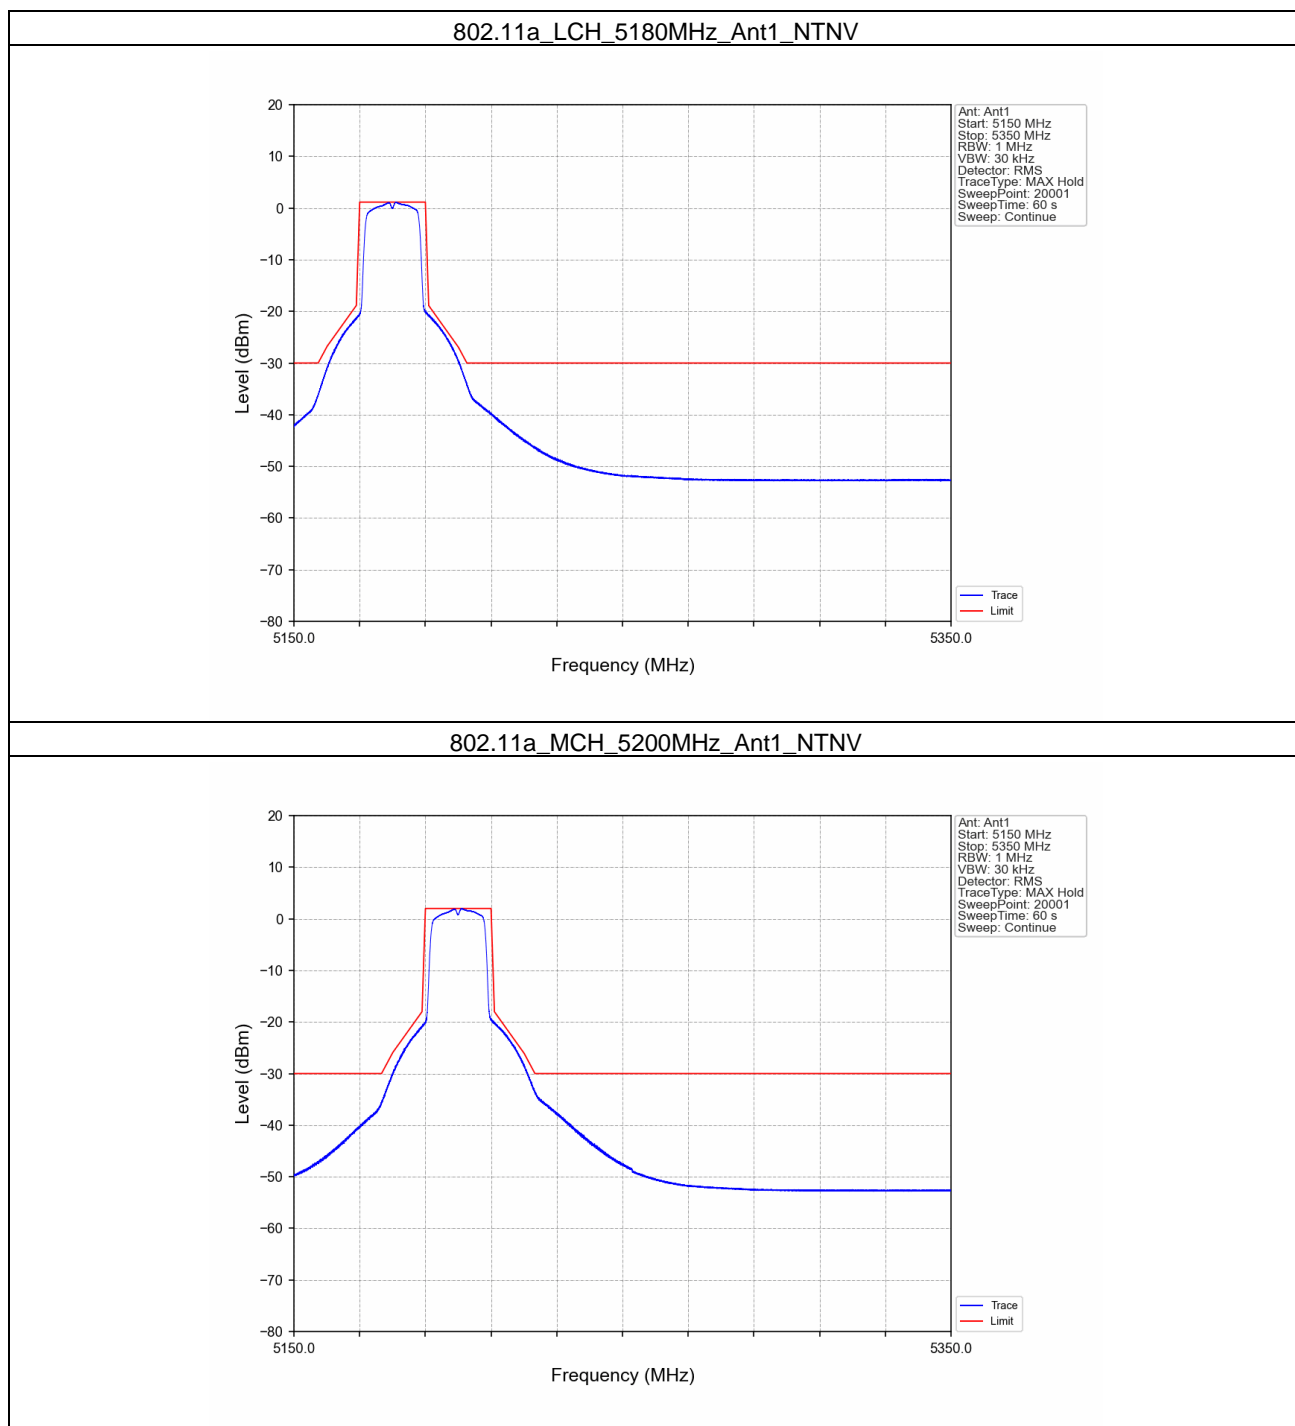 802.11a_LCH_5180MHz_Ant1_NTNV
20
10
0
−10
−20
−30
−40
−50
−60
−70
−80
Level (dBm)
5150.0
5350.0
Frequency (MHz)
Ant: Ant1
Start: 5150 MHz
Stop: 5350 MHz
RBW: 1 MHz
VBW: 30 kHz
Detector: RMS
TraceType: MAX Hold
SweepPoint: 20001
SweepTime: 60 s
Sweep: Continue
Trace
Limit
802.11a_MCH_5200MHz_Ant1_NTNV
20
10
0
−10
−20
−30
−40
−50
−60
−70
−80
Level (dBm)
5150.0
5350.0
Frequency (MHz)
Ant: Ant1
Start: 5150 MHz
Stop: 5350 MHz
RBW: 1 MHz
VBW: 30 kHz
Detector: RMS
TraceType: MAX Hold
SweepPoint: 20001
SweepTime: 60 s
Sweep: Continue
Trace
Limit